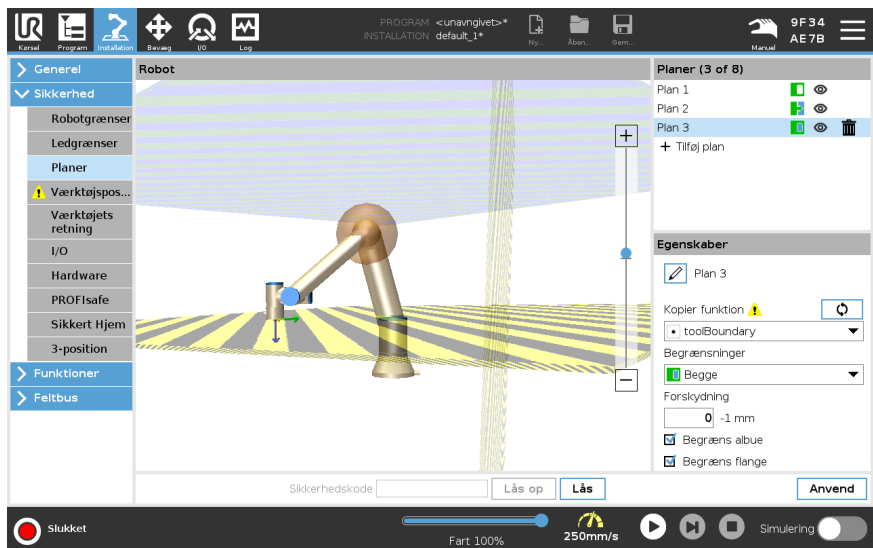 UR
PROGRAM <unavngivet>*
INSTALLATION default_1*
Kørsel Program Installation Bevæg I/O Log
Ny... Åben... Gem...
Manuel
9F34
AE7B
Generel
Sikkerhed
Robotgrænser
Ledgrænser
Planer
Værktøjspos...
Værktøjets
retning
I/O
Hardware
PROFIsafe
Sikkert Hjem
3-position
Funktioner
Feltbus
Robot
Sikkerhedskode Lås op Lås
Planer (3 of 8)
Plan 1
Plan 2
Plan 3
Tilføj plan
Egenskaber
Plan 3
Kopier funktion
toolBoundary
Begrænsninger
Begge
Forskydning
0 -1 mm
Begræns albue
Begræns flange
Anvend
Slukket
Fart 100%
250mm/s
Simulering